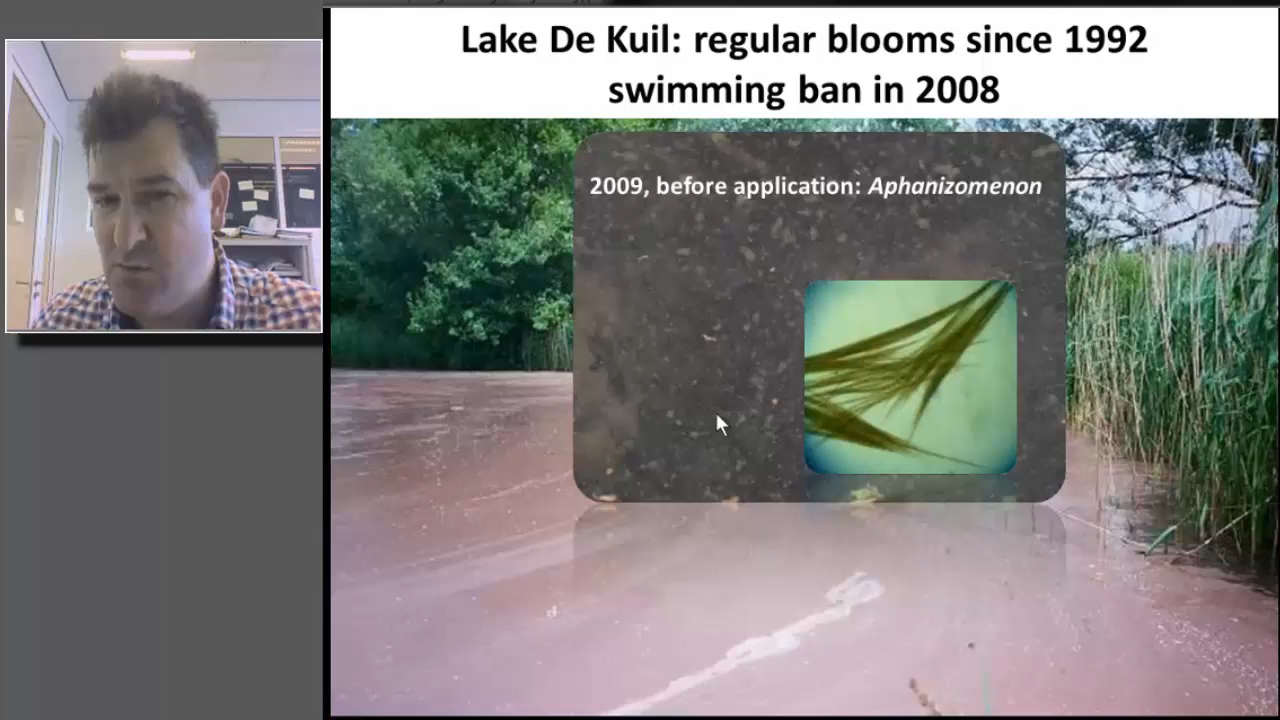 Lake De Kuil: regular blooms since 1992
swimming ban in 2008
2009, before application: Aphanizomenon